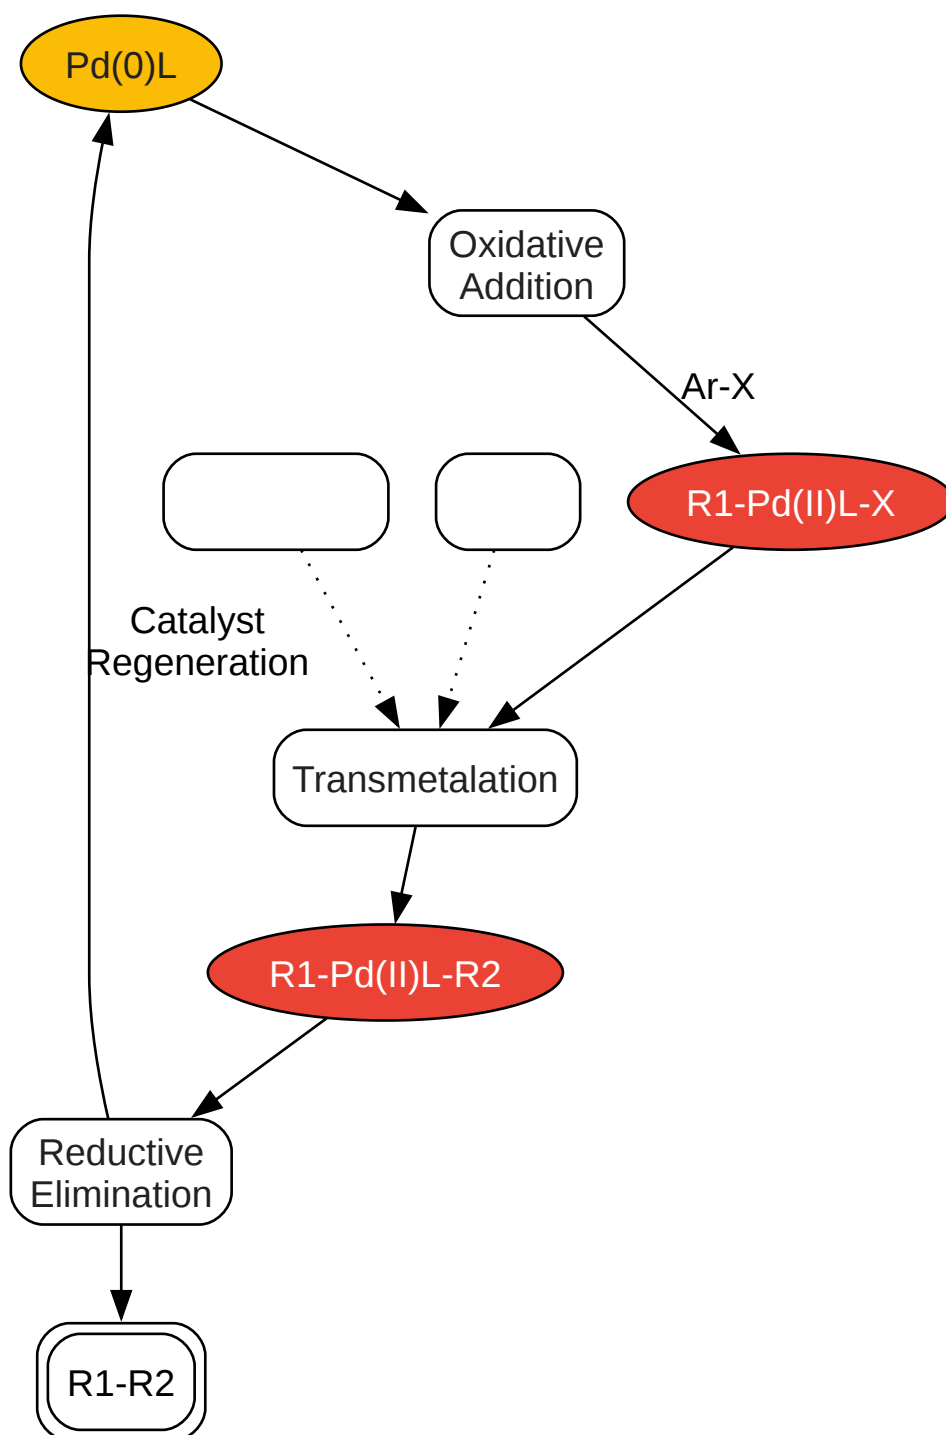 Pd(0)L
Oxidative
Addition
Ar-X
R1-Pd(II)L-X
Catalyst
Regeneration
Transmetalation
R1-Pd(II)L-R2
Reductive
Elimination
R1-R2